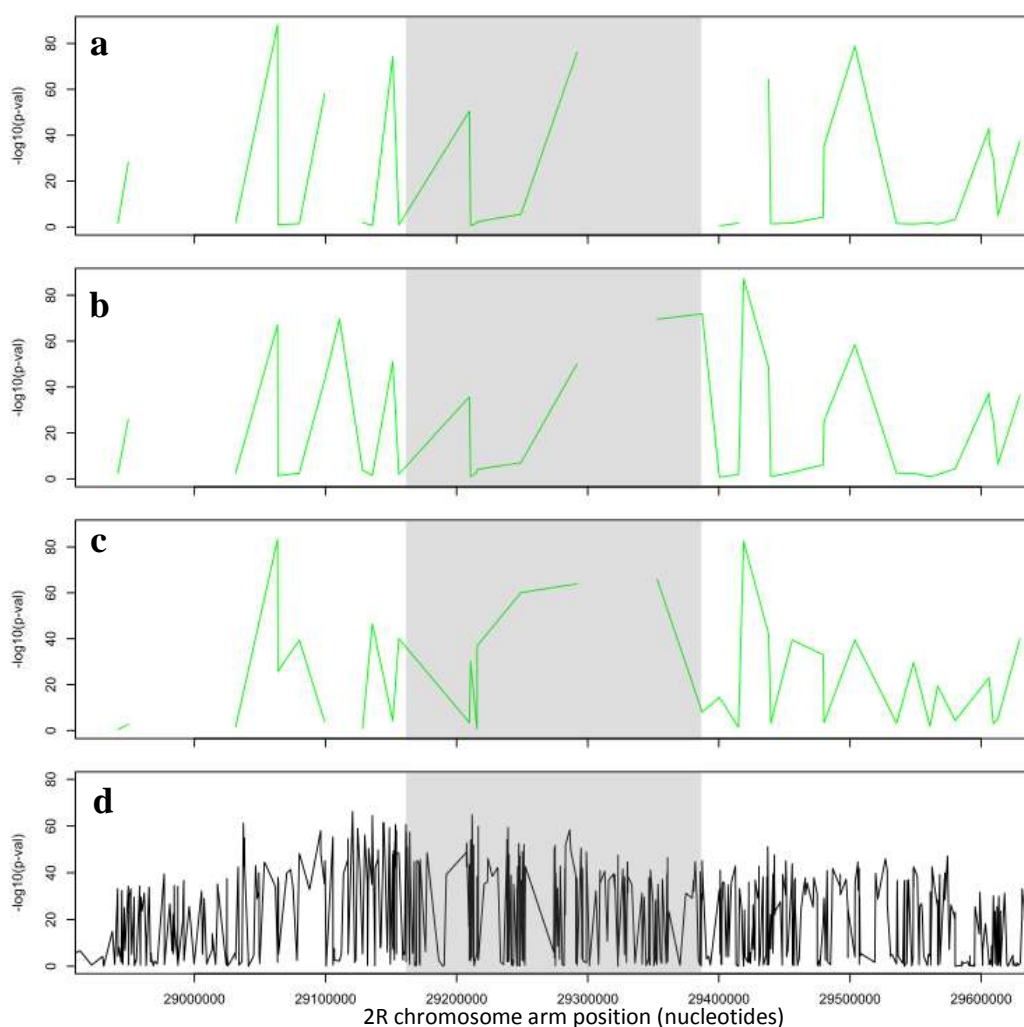 a
-log10(p-val)
0 20 40 60 80
b
-log10(p-val)
0 20 40 60 80
c
-log10(p-val)
0 20 40 60 80
d
-log10(p-val)
0 20 40 60 80
29000000 29100000 29200000 29300000 29400000 29500000 29600000
2R chromosome arm position (nucleotides)